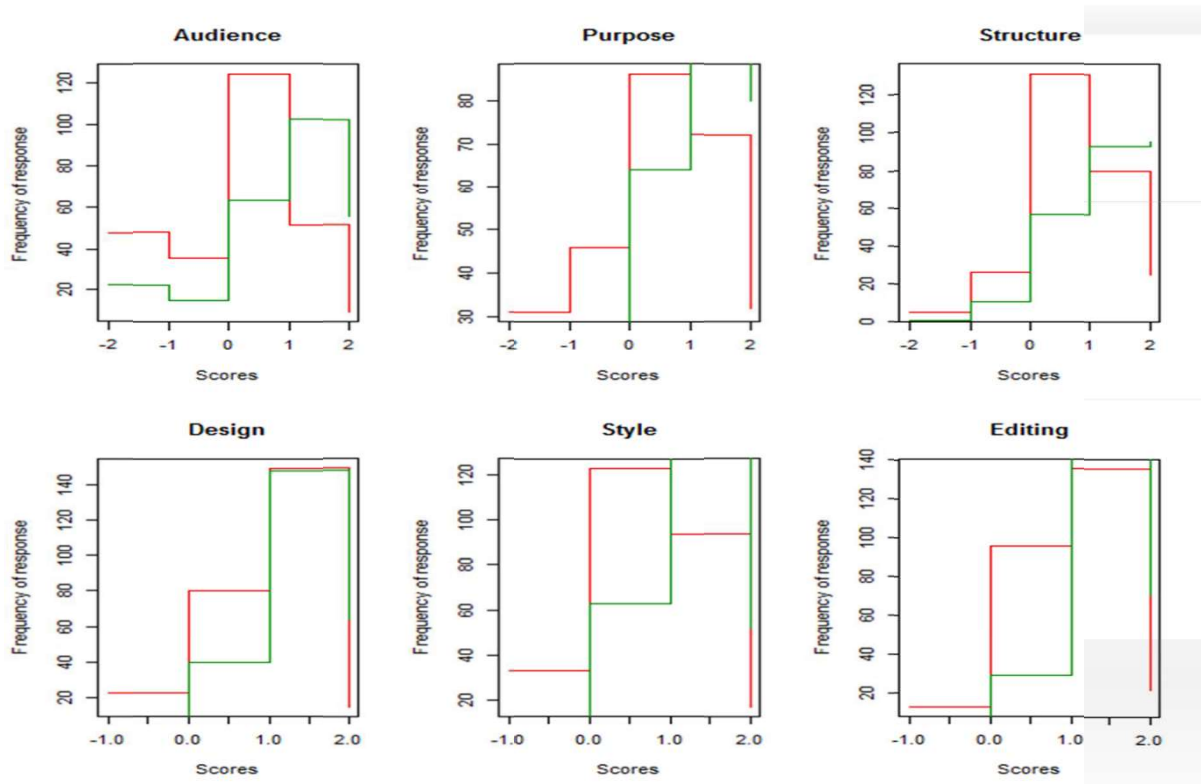 Audience
Purpose
Structure
Frequency of response
20 40 60 80 100 120
-2 -1 0 1 2
Scores
Frequency of response
30 40 50 60 70 80
-2 -1 0 1 2
Scores
Frequency of response
0 20 40 60 80 100 120
-2 -1 0 1 2
Scores
Design
Style
Editing
Frequency of response
20 40 60 80 100 120 140
-1.0 0.0 1.0 2.0
Scores
Frequency of response
20 40 60 80 100 120
-1.0 0.0 1.0 2.0
Scores
Frequency of response
20 40 60 80 100 120 140
-1.0 0.0 1.0 2.0
Scores